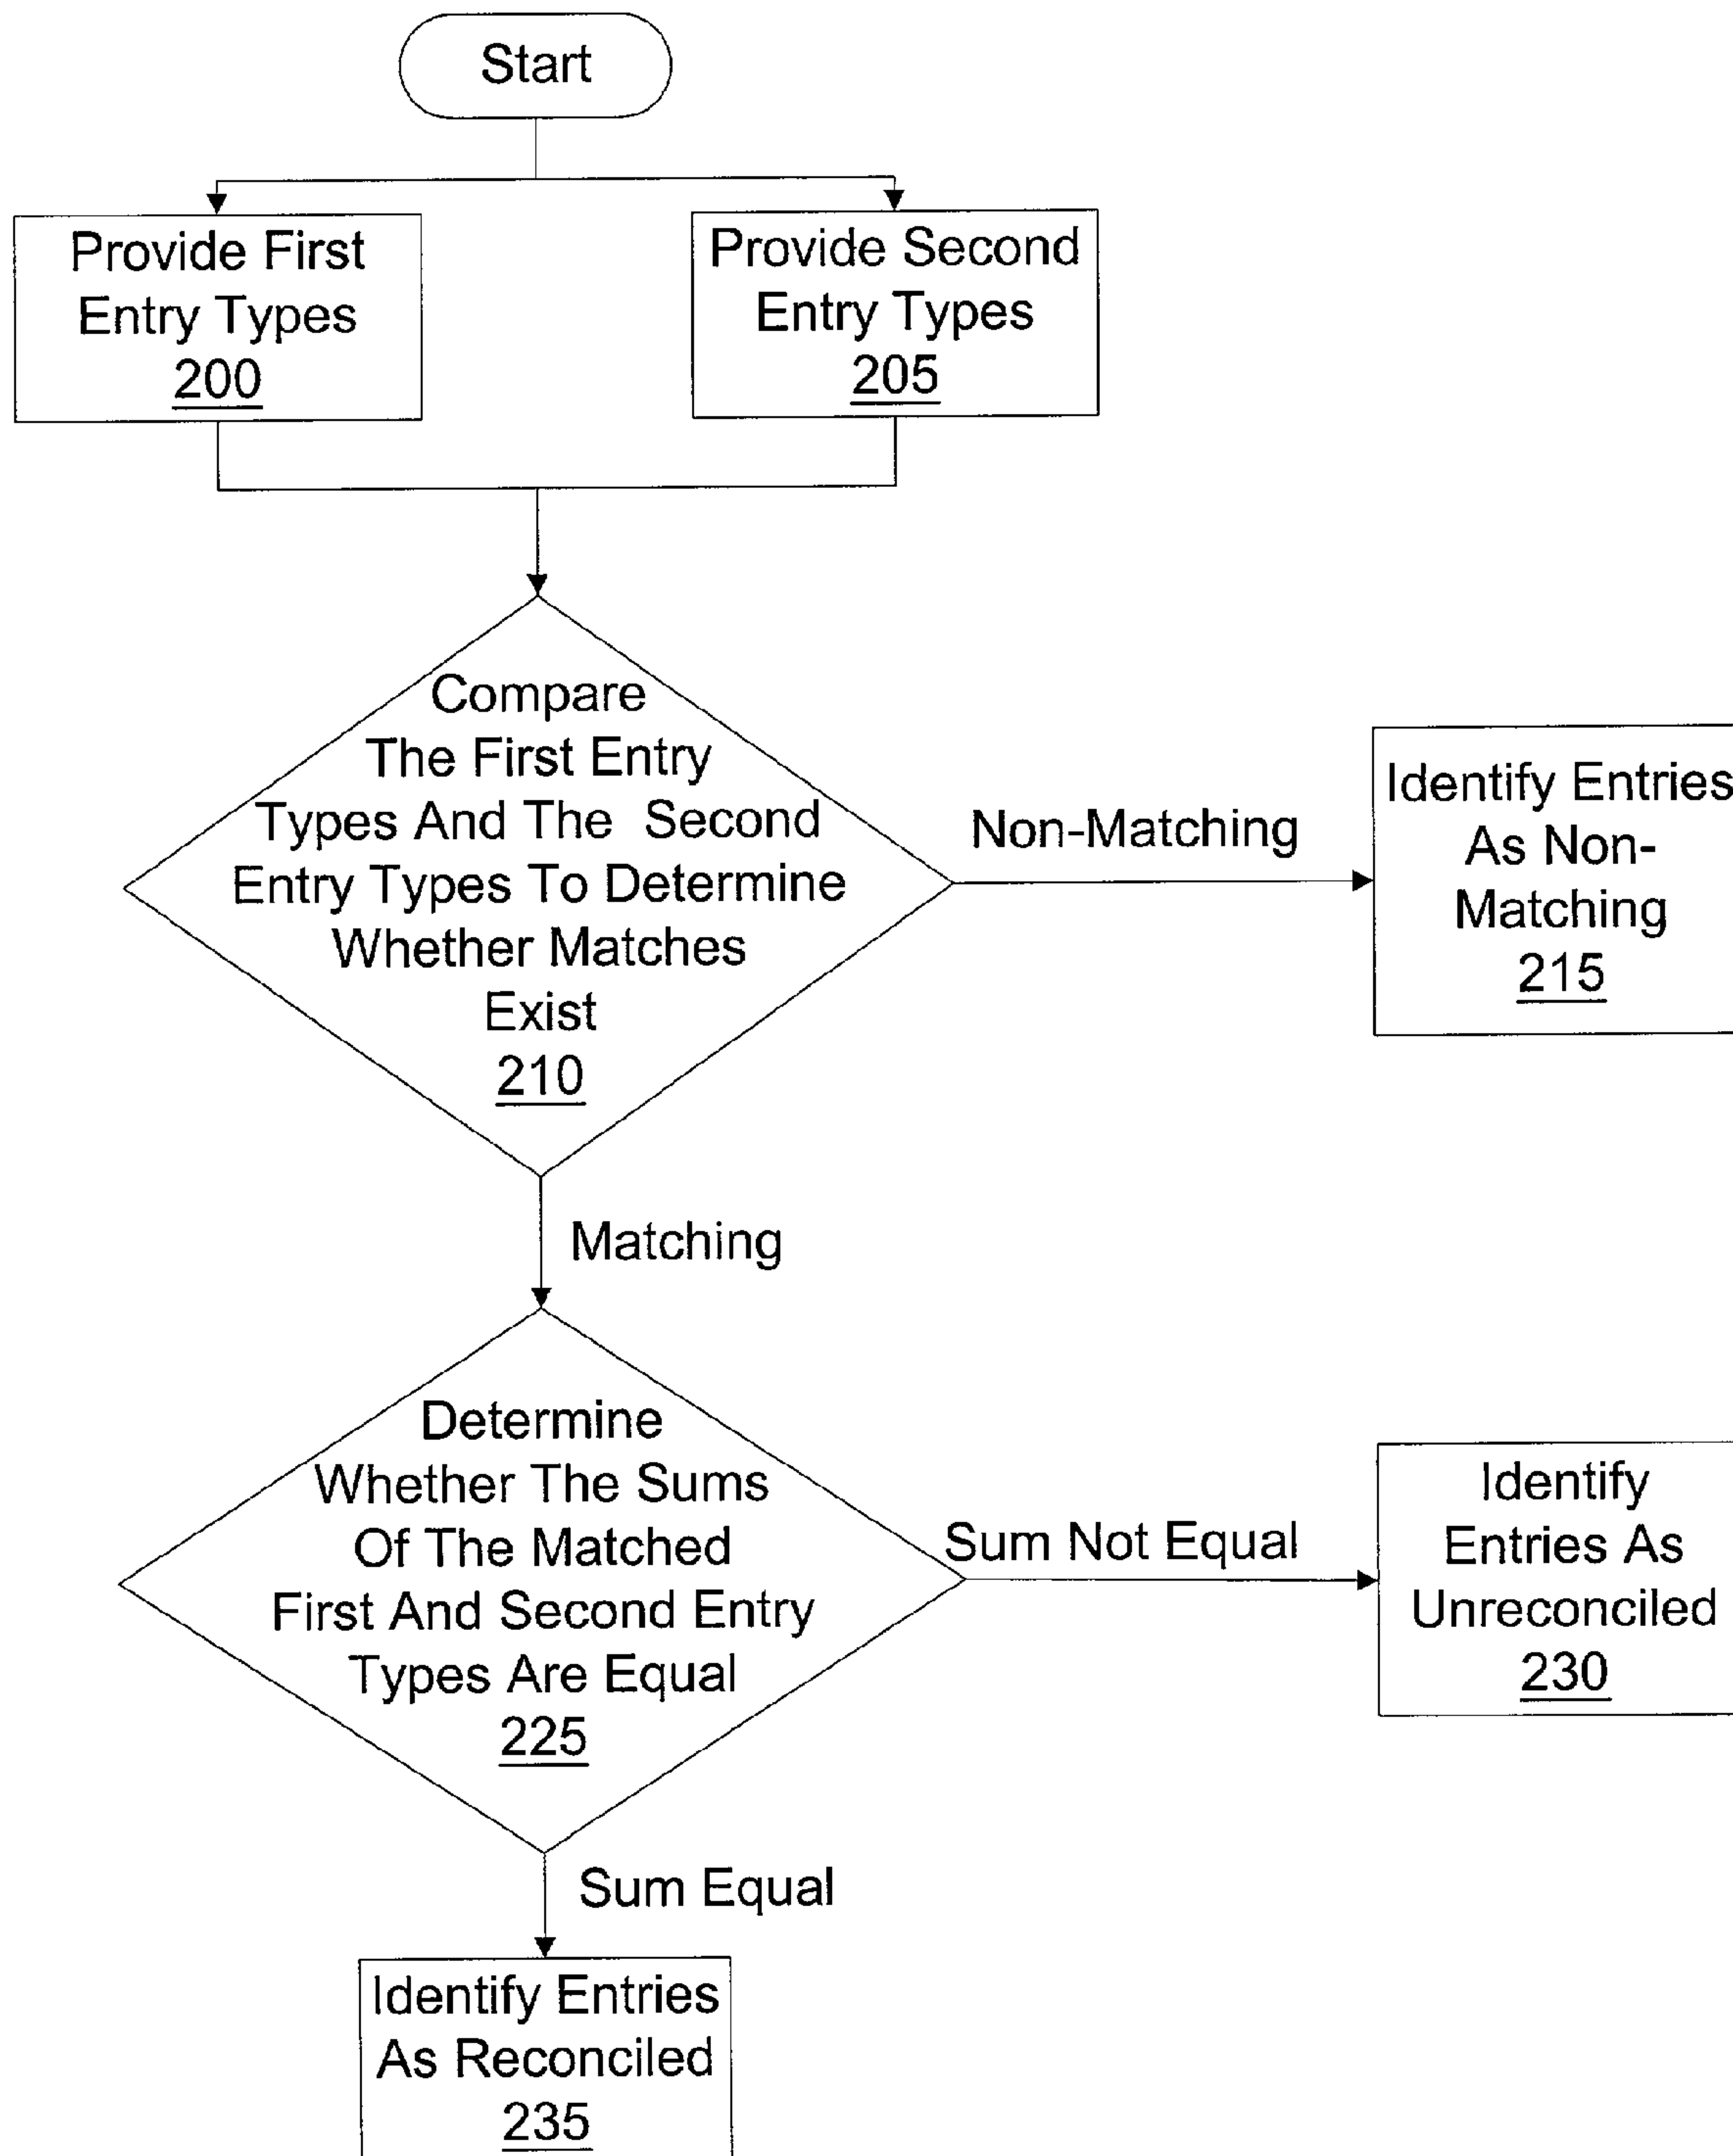 Start
Provide First
Entry Types
200
Provide Second
Entry Types
205
Compare
The First Entry
Types And The Second
Entry Types To Determine
Whether Matches
Exist
210
Non-Matching
Identify Entries
As Non-
Matching
215
Matching
Determine
Whether The Sums
Of The Matched
First And Second Entry
Types Are Equal
225
Sum Not Equal
Identify
Entries As
Unreconciled
230
Sum Equal
Identify Entries
As Reconciled
235